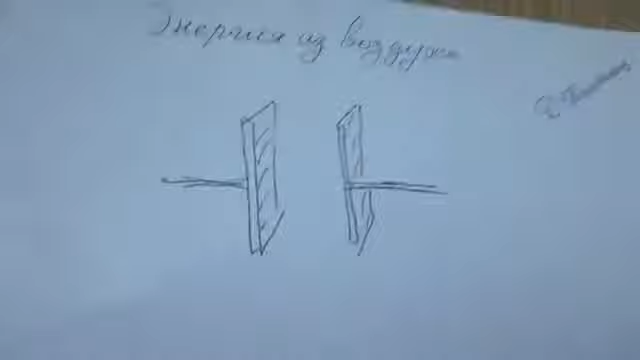 Энергия из воздуха